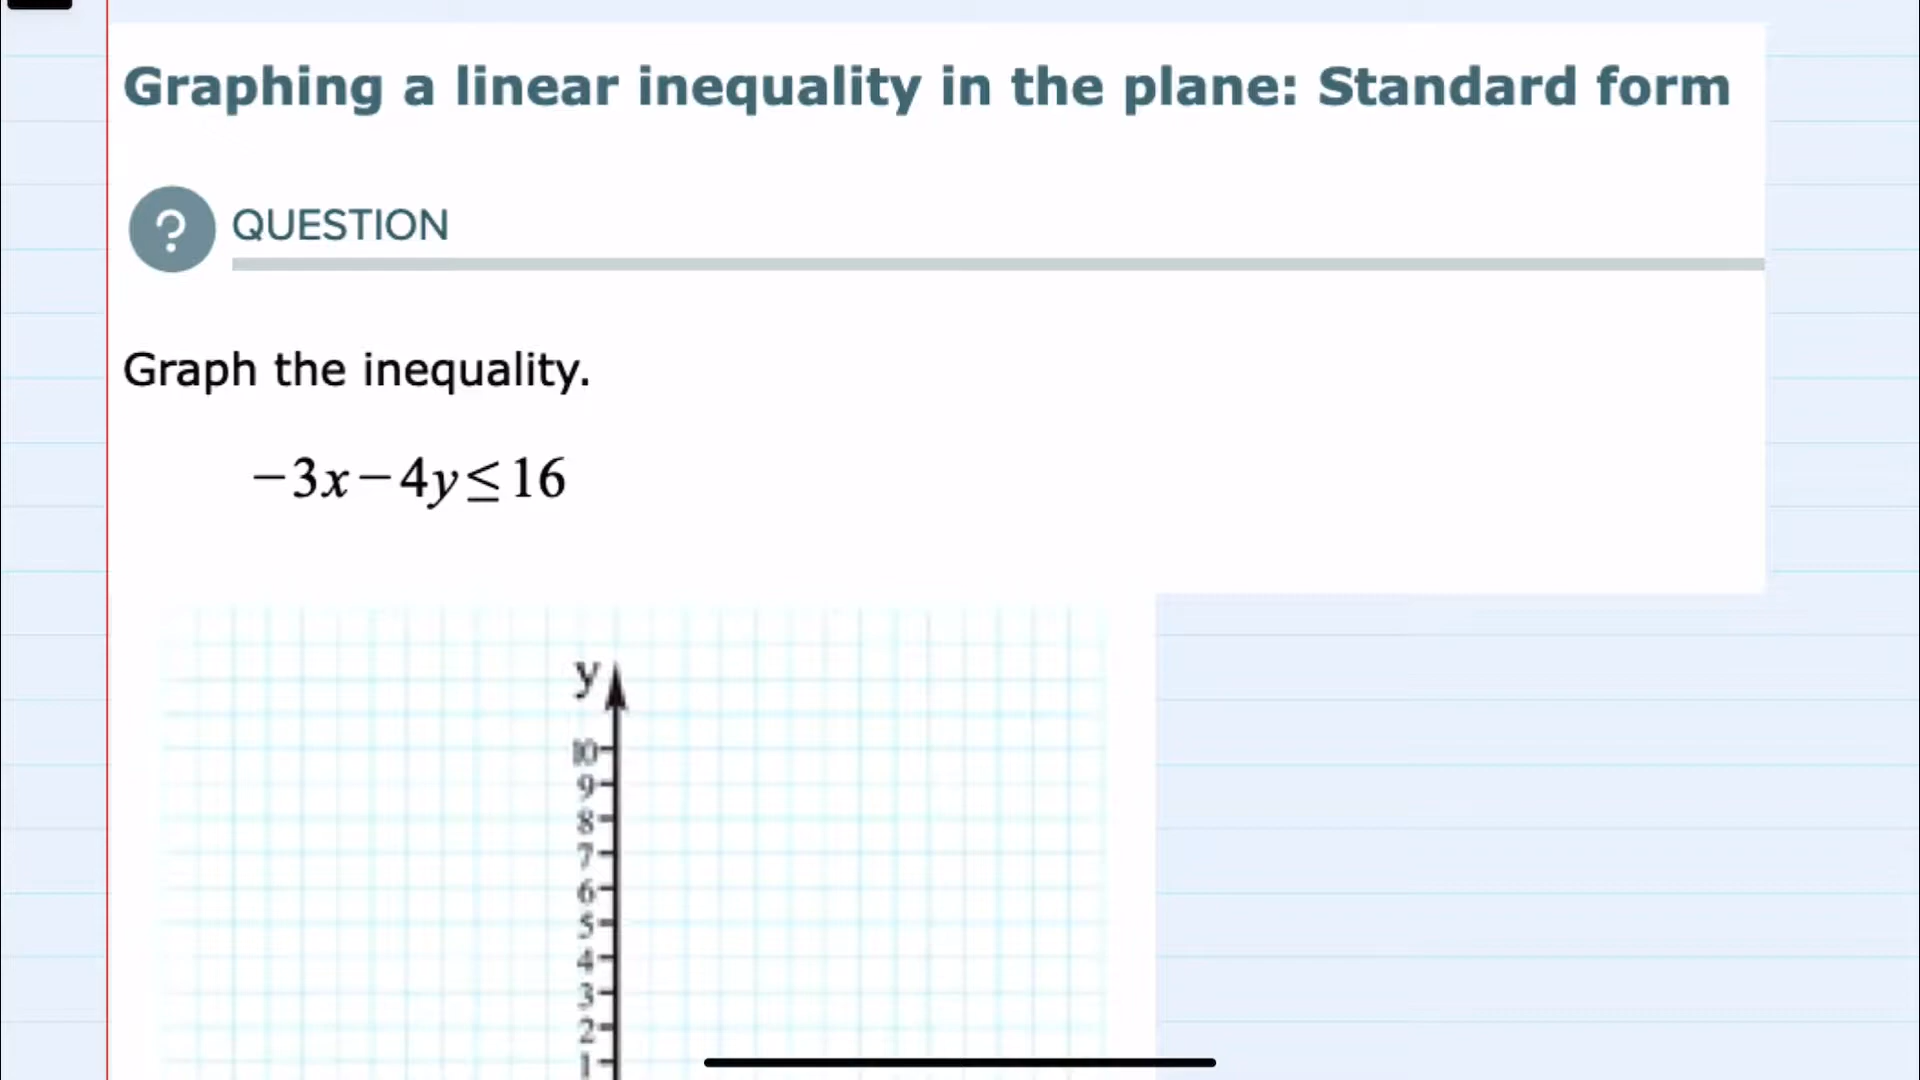 Graphing a linear inequality in the plane: Standard form
?
QUESTION
Graph the inequality.
−3x−4y≤16
y
10
9
8
7
6
5
4
3
2
1